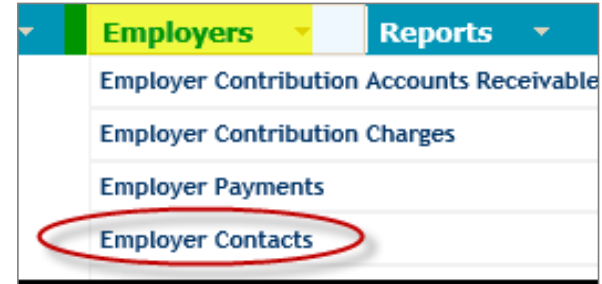 Employers Reports
Employer Contribution Accounts Receivable
Employer Contribution Charges
Employer Payments
Employer Contacts